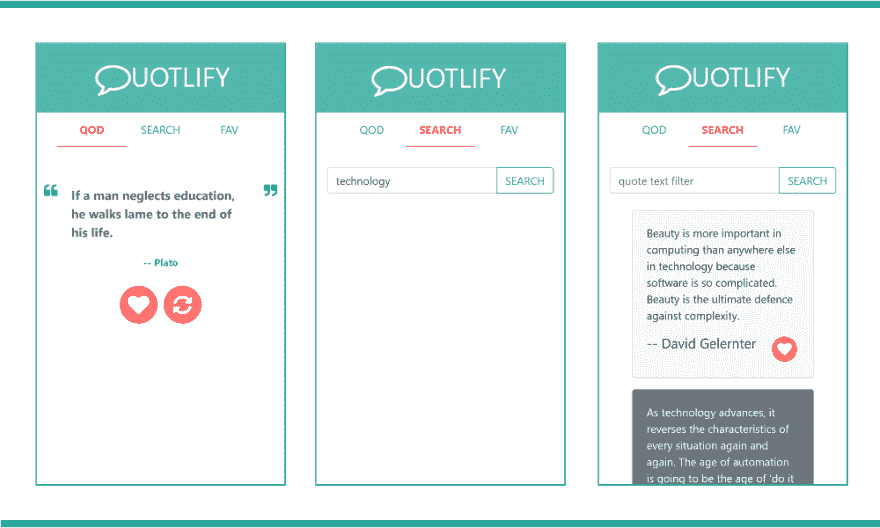 QUOTLIFY
QOD SEARCH FAV
If a man neglects education,
he walks lame to the end of
his life.
-- Plato
QUOTLIFY
QOD SEARCH FAV
technology SEARCH
QUOTLIFY
QOD SEARCH FAV
quote text filter SEARCH
Beauty is more important in
computing than anywhere else
in technology because
software is so complicated.
Beauty is the ultimate defence
against complexity.
-- David Gelernter
As technology advances, it
reverses the characteristics of
every situation again and
again. The age of automation
is going to be the age of 'do it